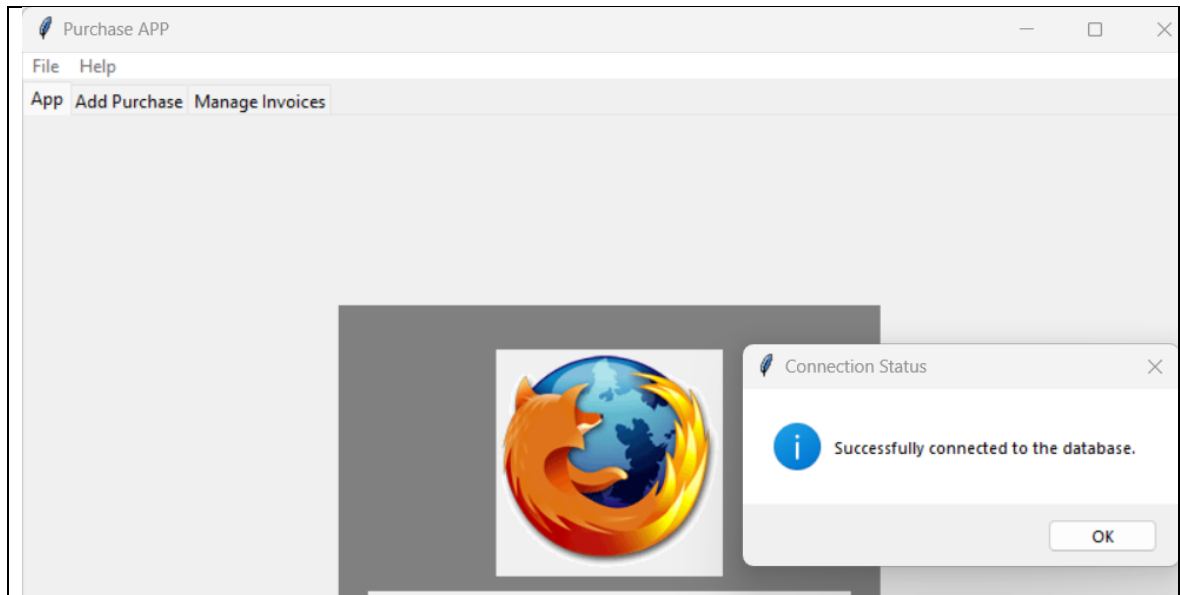 Purchase APP
File Help
App Add Purchase Manage Invoices
Connection Status
Successfully connected to the database.
OK